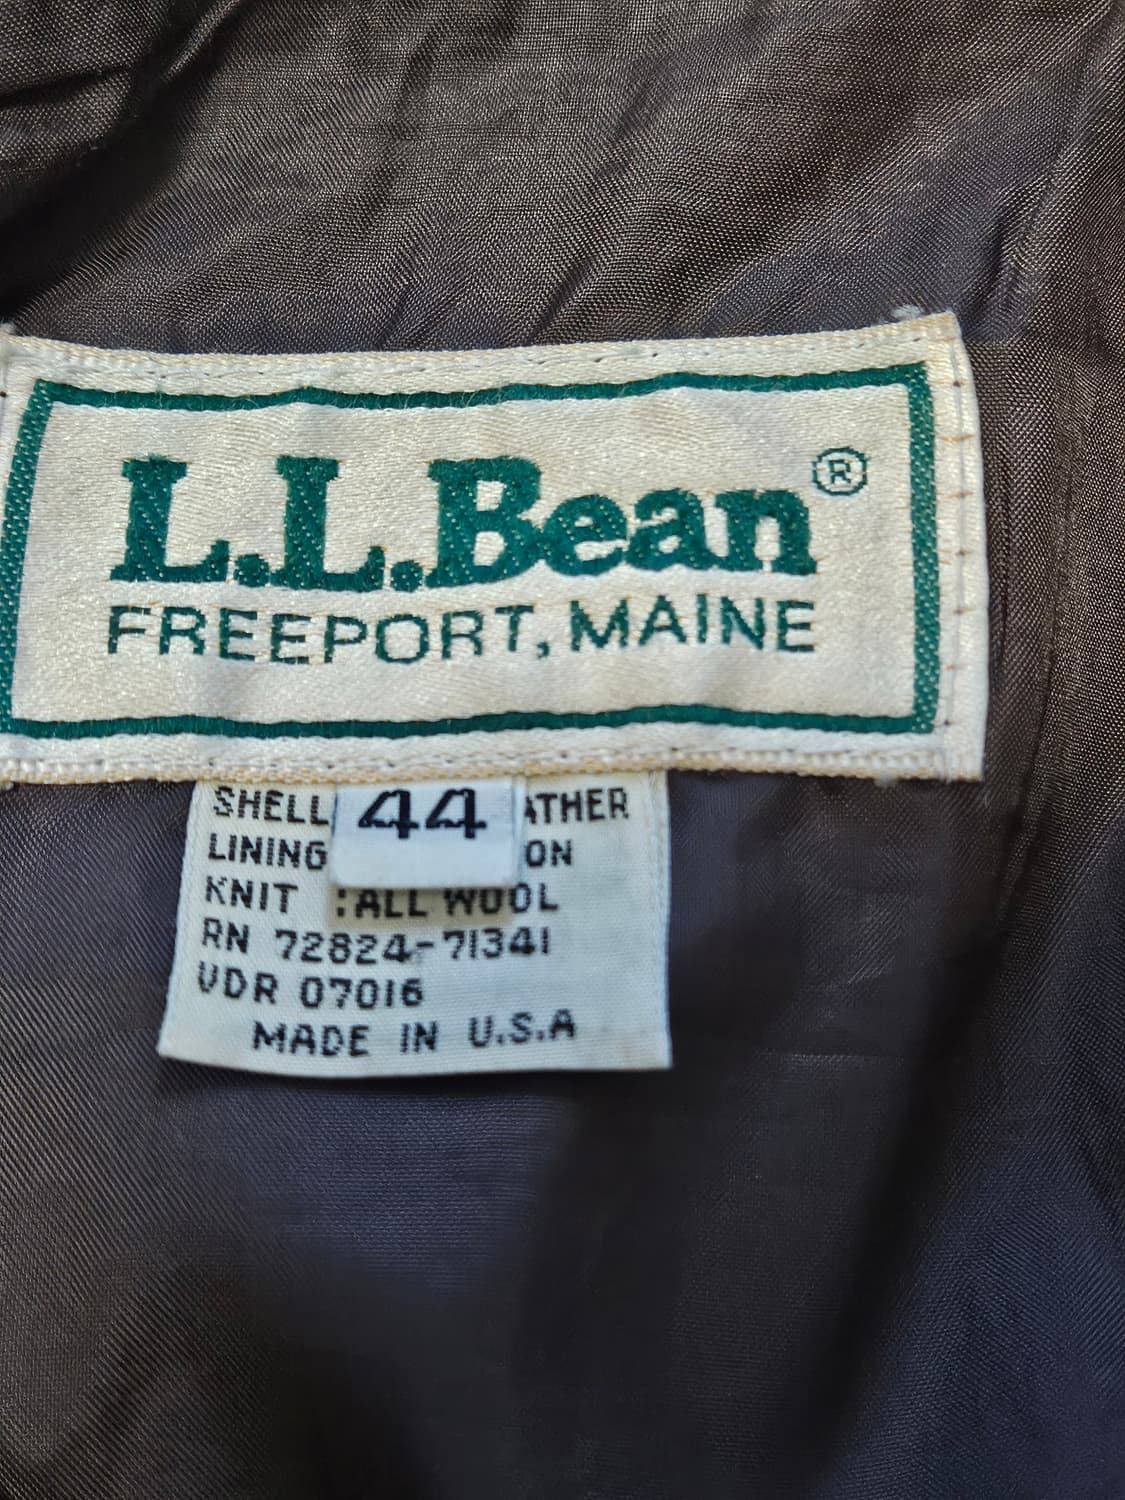 L.L.Bean®
FREEPORT, MAINE
44
SHELL ATHER
LINING ON
KNIT :ALL WOOL
RN 72824-71341
VDR 07016
MADE IN U.S.A